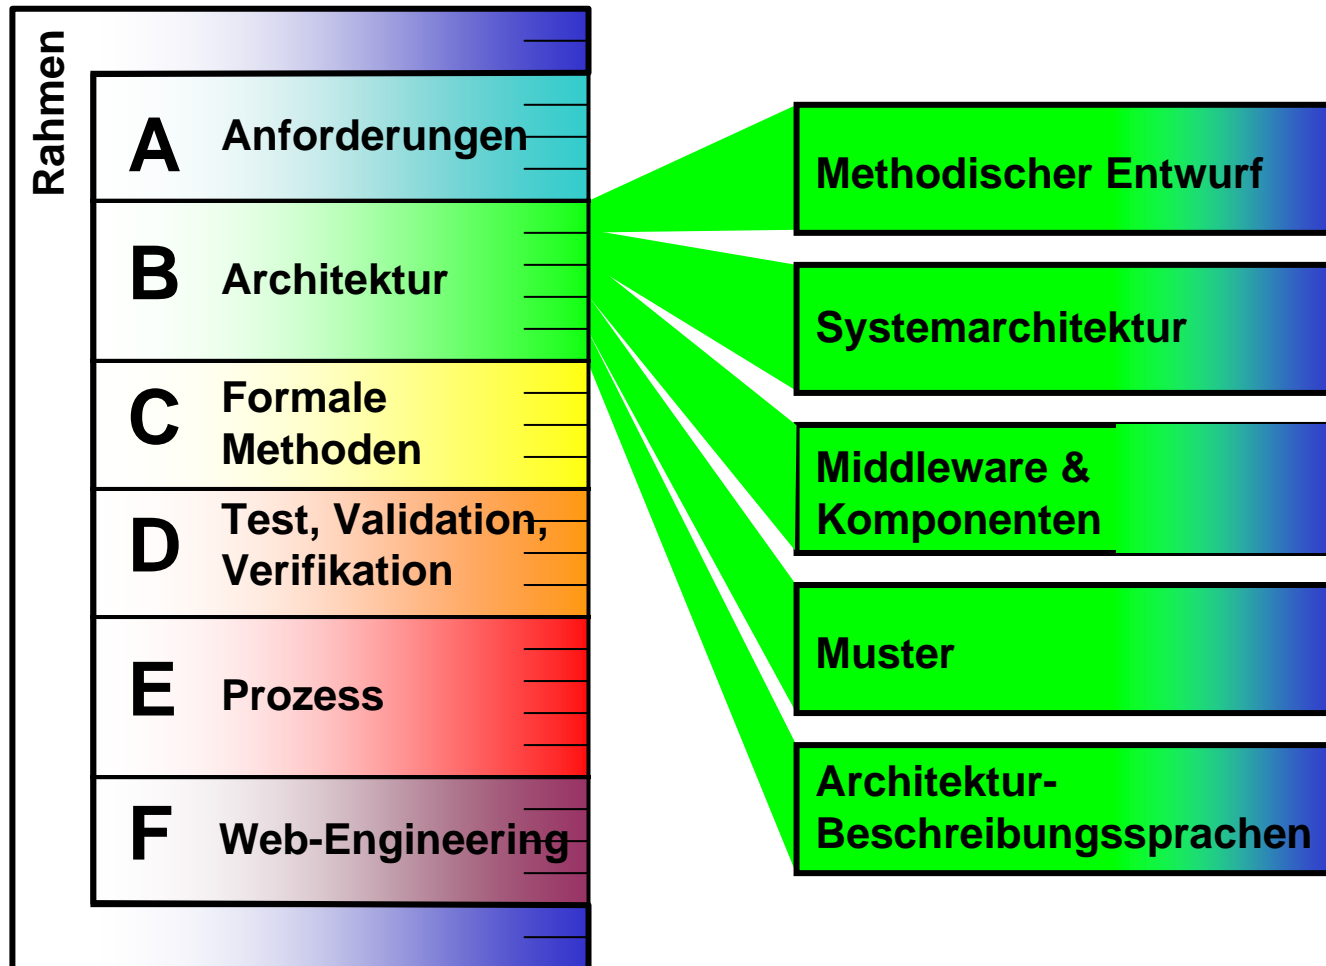 Rahmen
A
Anforderungen
B
Architektur
C
Formale
Methoden
D
Test, Validation,
Verifikation
E
Prozess
F
Web-Engineering
Methodischer Entwurf
Systemarchitektur
Middleware &
Komponenten
Muster
Architektur-
Beschreibungssprachen